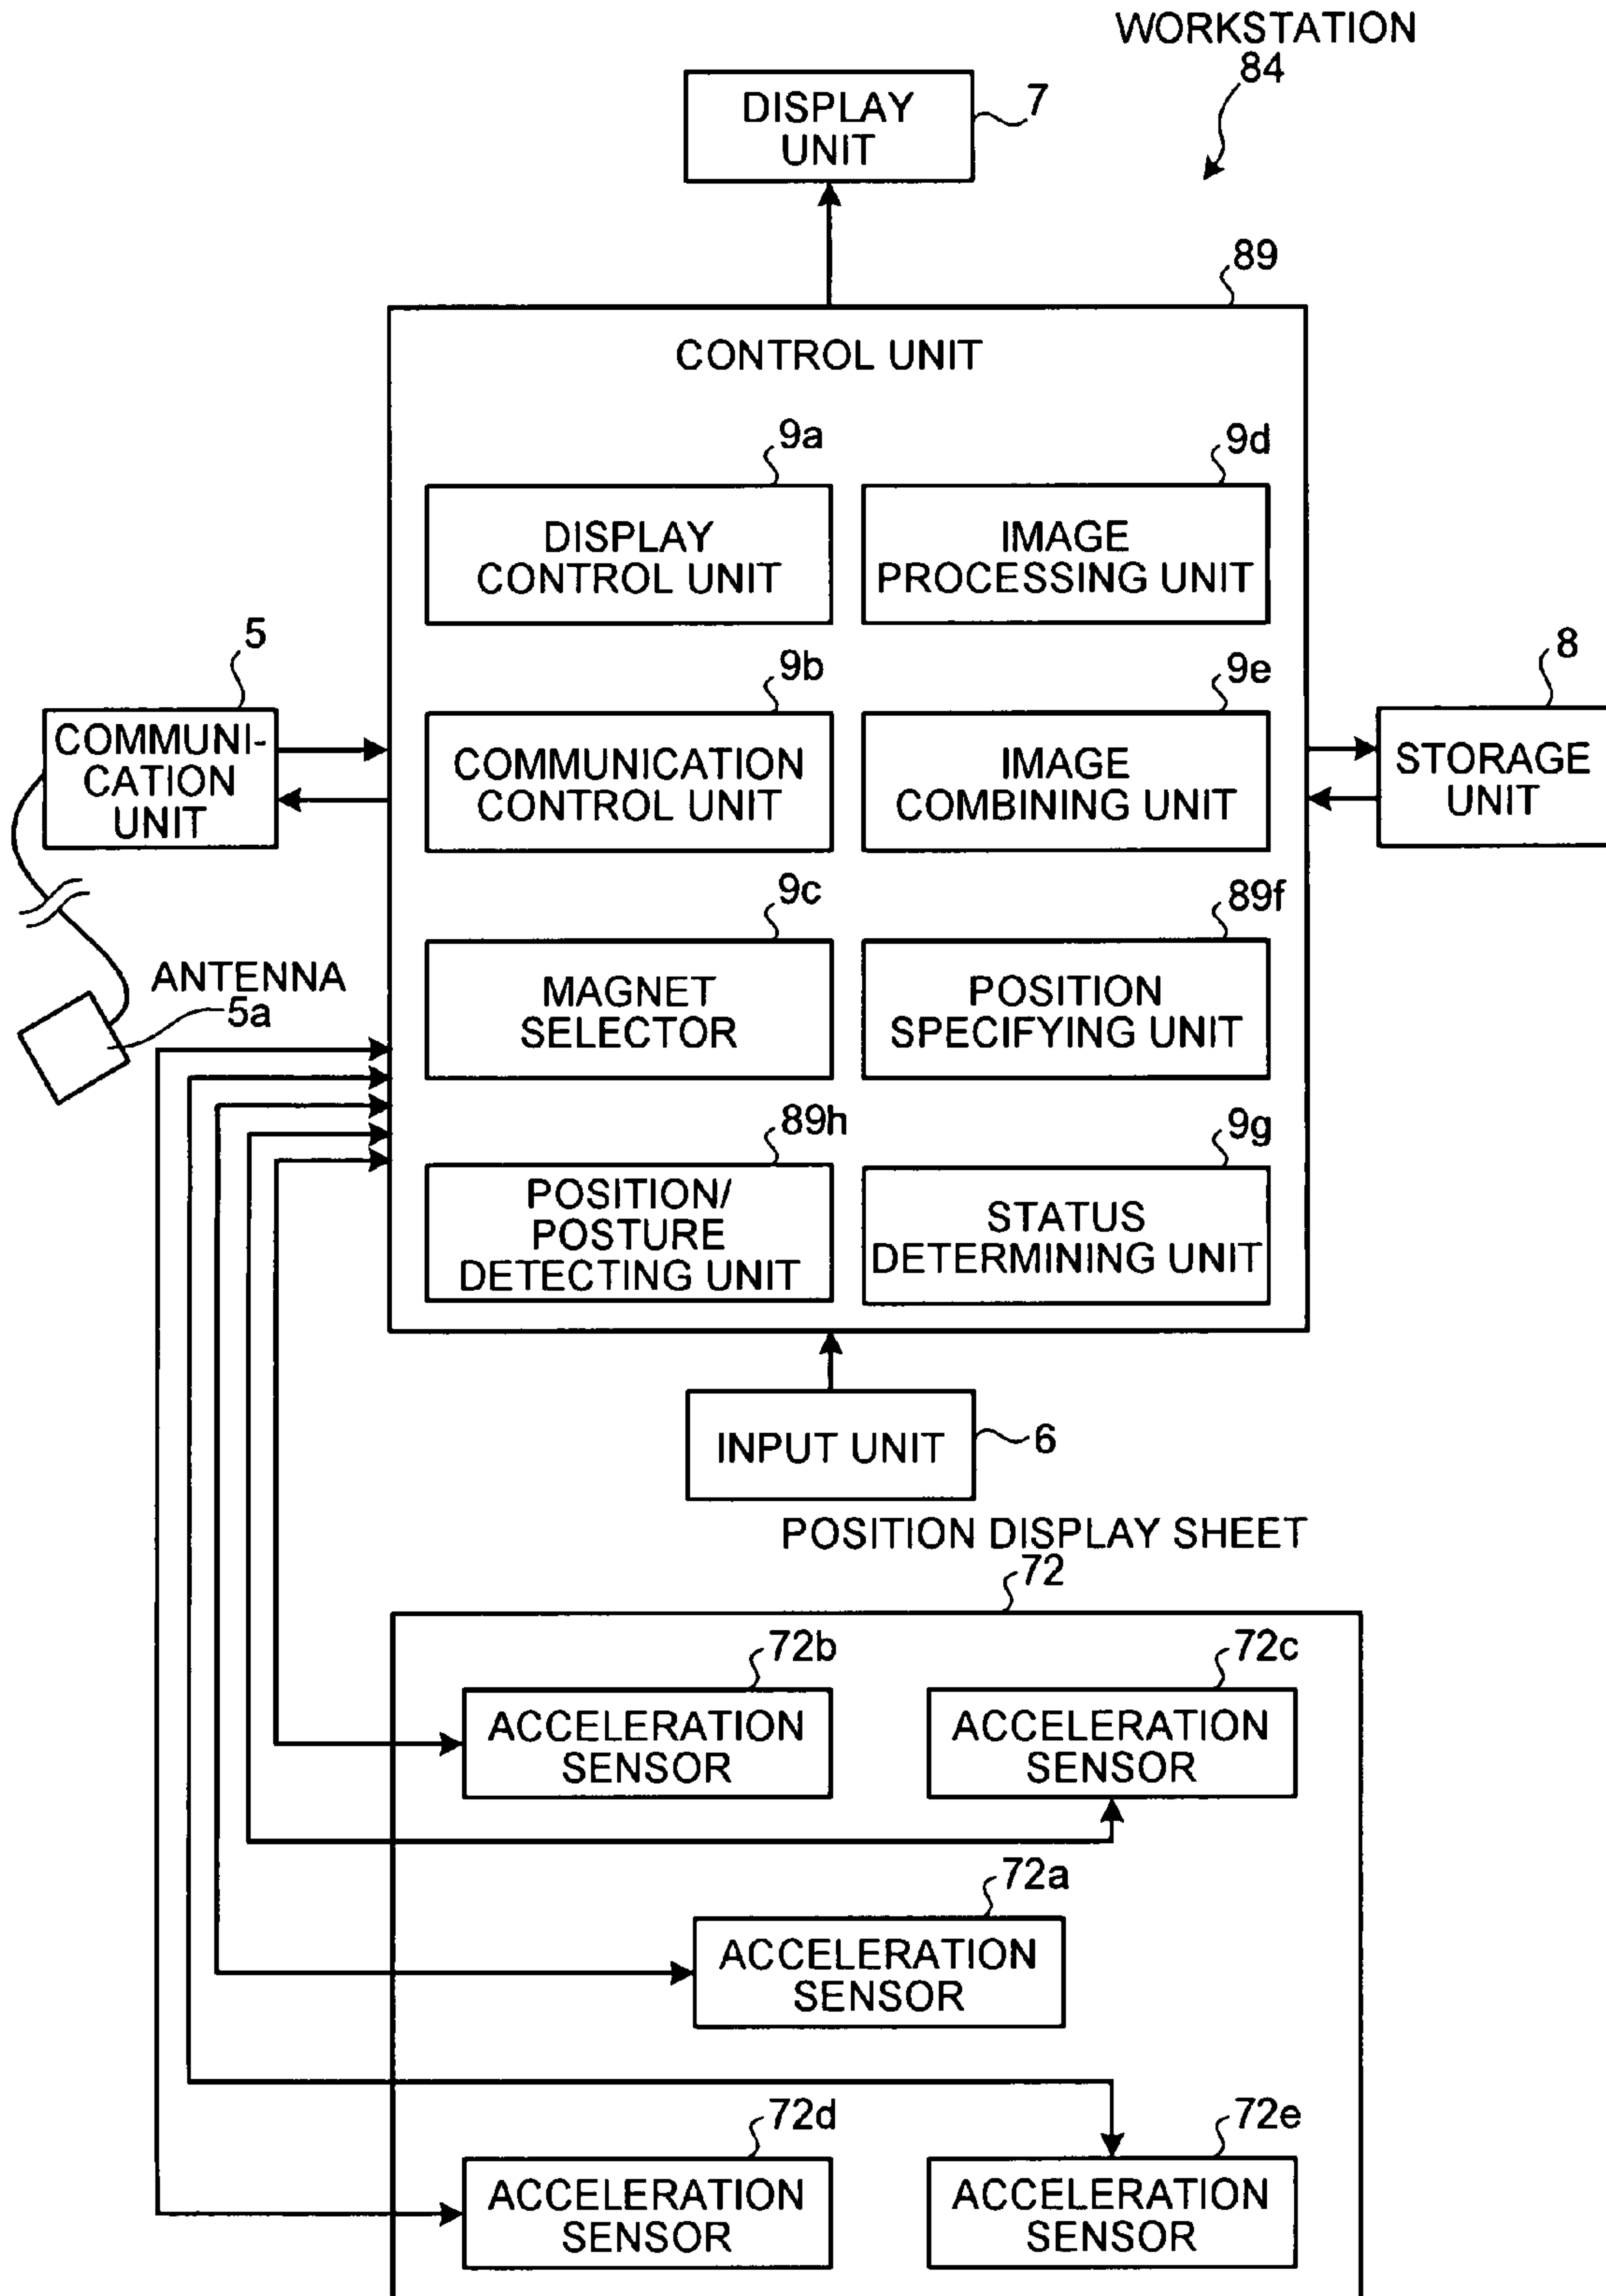 WORKSTATION
84
DISPLAY
UNIT
7
89
CONTROL UNIT
9a
DISPLAY
CONTROL UNIT
9d
IMAGE
PROCESSING UNIT
5
COMMUNI-
CATION
UNIT
9b
COMMUNICATION
CONTROL UNIT
9e
IMAGE
COMBINING UNIT
8
STORAGE
UNIT
ANTENNA
5a
9c
MAGNET
SELECTOR
89f
POSITION
SPECIFYING UNIT
89h
POSITION/
POSTURE
DETECTING UNIT
9g
STATUS
DETERMINING UNIT
INPUT UNIT
6
POSITION DISPLAY SHEET
72
72b
ACCELERATION
SENSOR
72c
ACCELERATION
SENSOR
72a
ACCELERATION
SENSOR
72d
ACCELERATION
SENSOR
72e
ACCELERATION
SENSOR